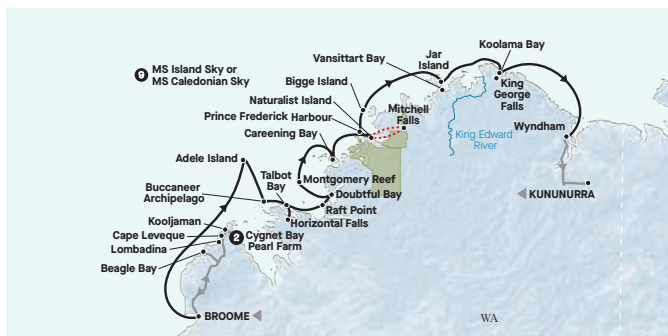 9 MS Island Sky or
MS Caledonian Sky
Koolama Bay
Jar
Island
Vansittart Bay
Bigge Island
King
George
Falls
Naturalist Island
Mitchell
Falls
Prince Frederick Harbour
Careening Bay
King Edward
River
Wyndham
Adele Island
Talbot
Bay
Montgomery Reef
Buccaneer
Archipelago
Doubtful Bay
KUNUNURRA
Raft Point
Horizontal Falls
Kooljaman
Cape Leveque
2 Cygnet Bay
Pearl Farm
Lombadina
Beagle Bay
BROOME
WA